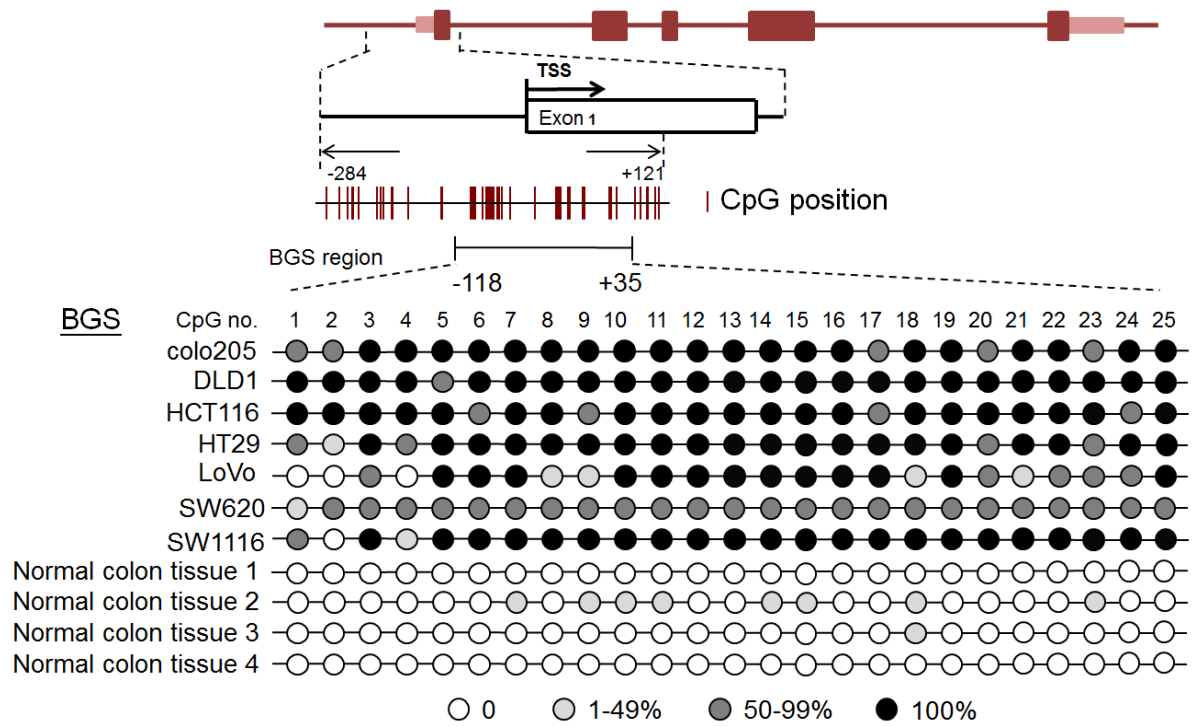 TSS
Exon 1
-284
+121
CpG position
BGS region
-118
+35
BGS
CpG no. 1 2 3 4 5 6 7 8 9 10 11 12 13 14 15 16 17 18 19 20 21 22 23 24 25
colo205
DLD1
HCT116
HT29
LoVo
SW620
SW1116
Normal colon tissue 1
Normal colon tissue 2
Normal colon tissue 3
Normal colon tissue 4
0 1-49% 50-99% 100%